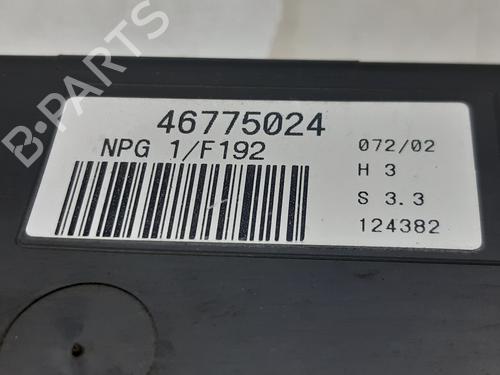 B-PARTS
46775024
NPG 1/F192
072/02
H 3
S 3.3
124382